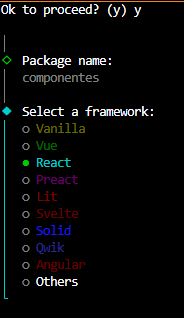 Ok to proceed? (y) y
Package name:
componentes
Select a framework:
Vanilla
Vue
React
Preact
Lit
Svelte
Solid
Qwik
Angular
Others